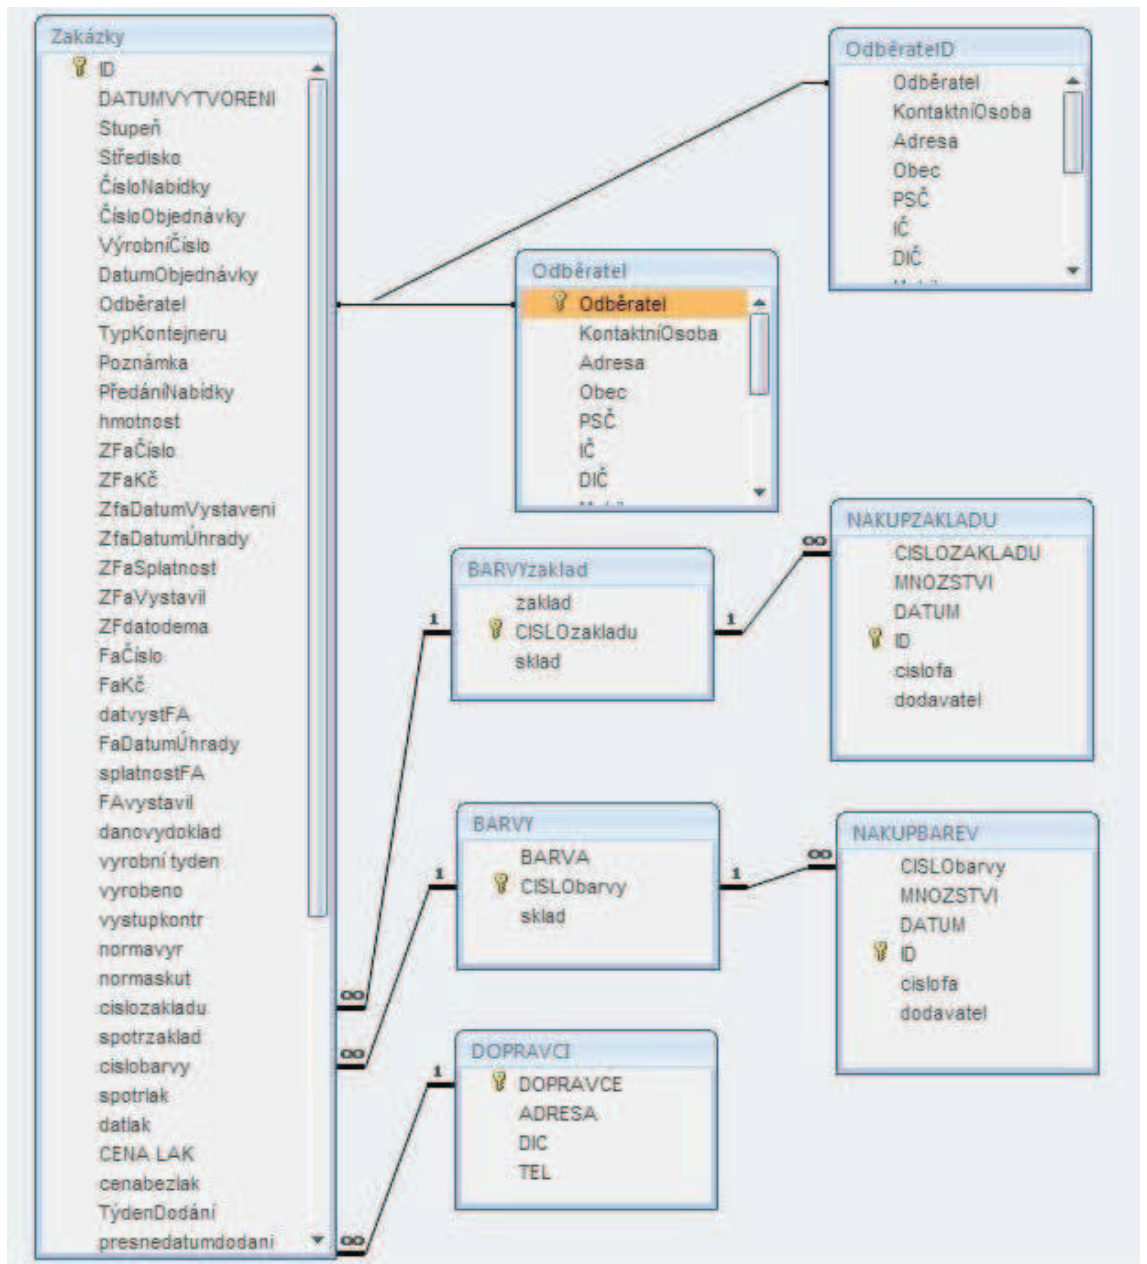 Zakázky
ID
DATUMVYTVORENI
Stupeň
Středisko
ČísloNabídky
ČísloObjednávky
VýrobníČíslo
DatumObjednávky
Odběratel
TypKontejneru
Poznámka
PředáníNabídky
hmotnost
ZFaČíslo
ZFaKč
ZfaDatumVystavení
ZfaDatumÚhrady
ZFaSplatnost
ZFaVystavil
ZFdatodema
FaČíslo
FaKč
datvystFA
FaDatumÚhrady
splatnostFA
FAvystavil
danovydoklad
vyrobní tyden
vyrobeno
vystupkontr
normavyr
normaskut
cislozakladu
spotrzaklad
cislobarvy
spotrlak
datlak
CENA LAK
cenabezlak
TýdenDodání
presnedatumdodani
OdběratelD
Odběratel
KontaktníOsoba
Adresa
Obec
PSČ
IČ
DIČ
Odběratel
Odběratel
KontaktníOsoba
Adresa
Obec
PSČ
IČ
DIČ
BARVYzaklad
zaklad
CISLOzakladu
sklad
1
1
∞
∞
NAKUPZAKLADU
CISLOZAKLADU
MNOZSTVI
DATUM
ID
cislofa
dodavatel
BARVY
BARVA
CISLObarvy
sklad
1
1
∞
∞
NAKUPBAREV
CISLObarvy
MNOZSTVI
DATUM
ID
cislofa
dodavatel
DOPRAVCI
DOPRAVCE
ADRESA
DIC
TEL
1
∞